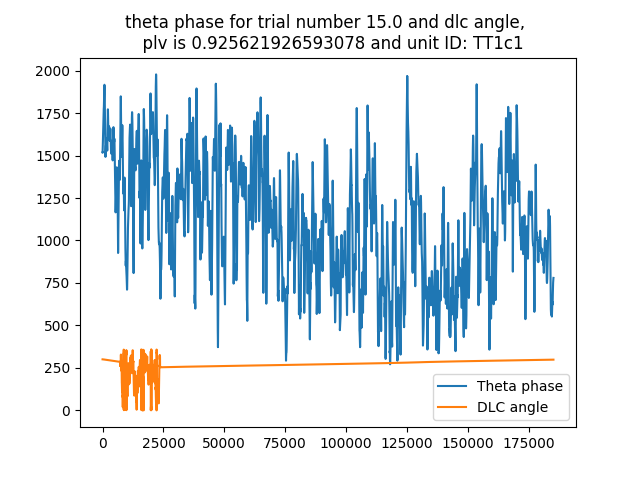 theta phase for trial number 15.0 and dlc angle,
plv is 0.925621926593078 and unit ID: TT1c1
2000
1750
1500
1250
1000
750
500
250
0
0 25000 50000 75000 100000 125000 150000 175000
Theta phase
DLC angle